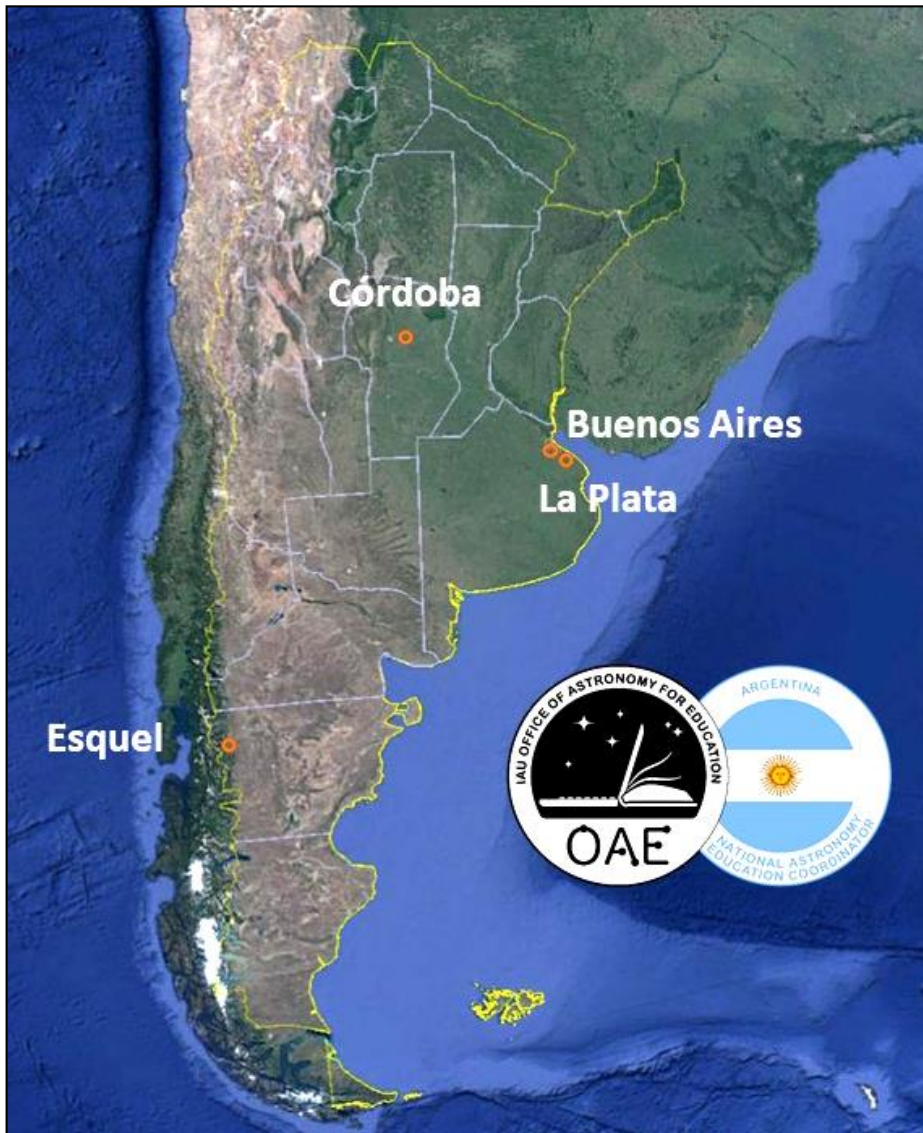 Córdoba
Buenos Aires
La Plata
Esquel
IAU OFFICE OF ASTRONOMY FOR EDUCATION
OAE
ARGENTINA
NATIONAL ASTRONOMY
EDUCATION COORDINATOR